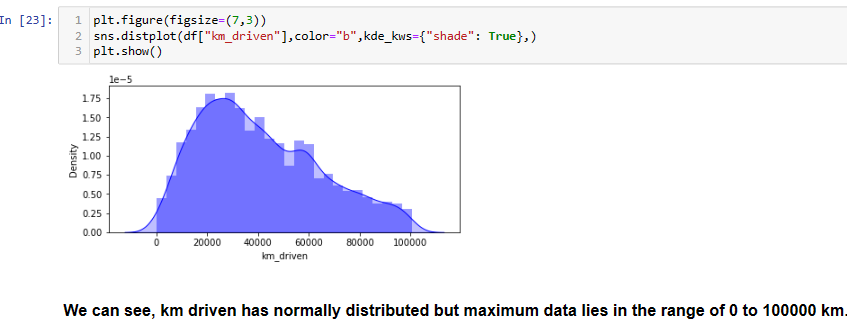 In [23]:
1 plt.figure(figsize=(7,3))
2 sns.distplot(df["km_driven"],color="b",kde_kws={"shade": True},)
3 plt.show()
1e-5
1.75
1.50
1.25
1.00
0.75
0.50
0.25
0.00
Density
0 20000 40000 60000 80000 100000
km_driven
We can see, km driven has normally distributed but maximum data lies in the range of 0 to 100000 km.